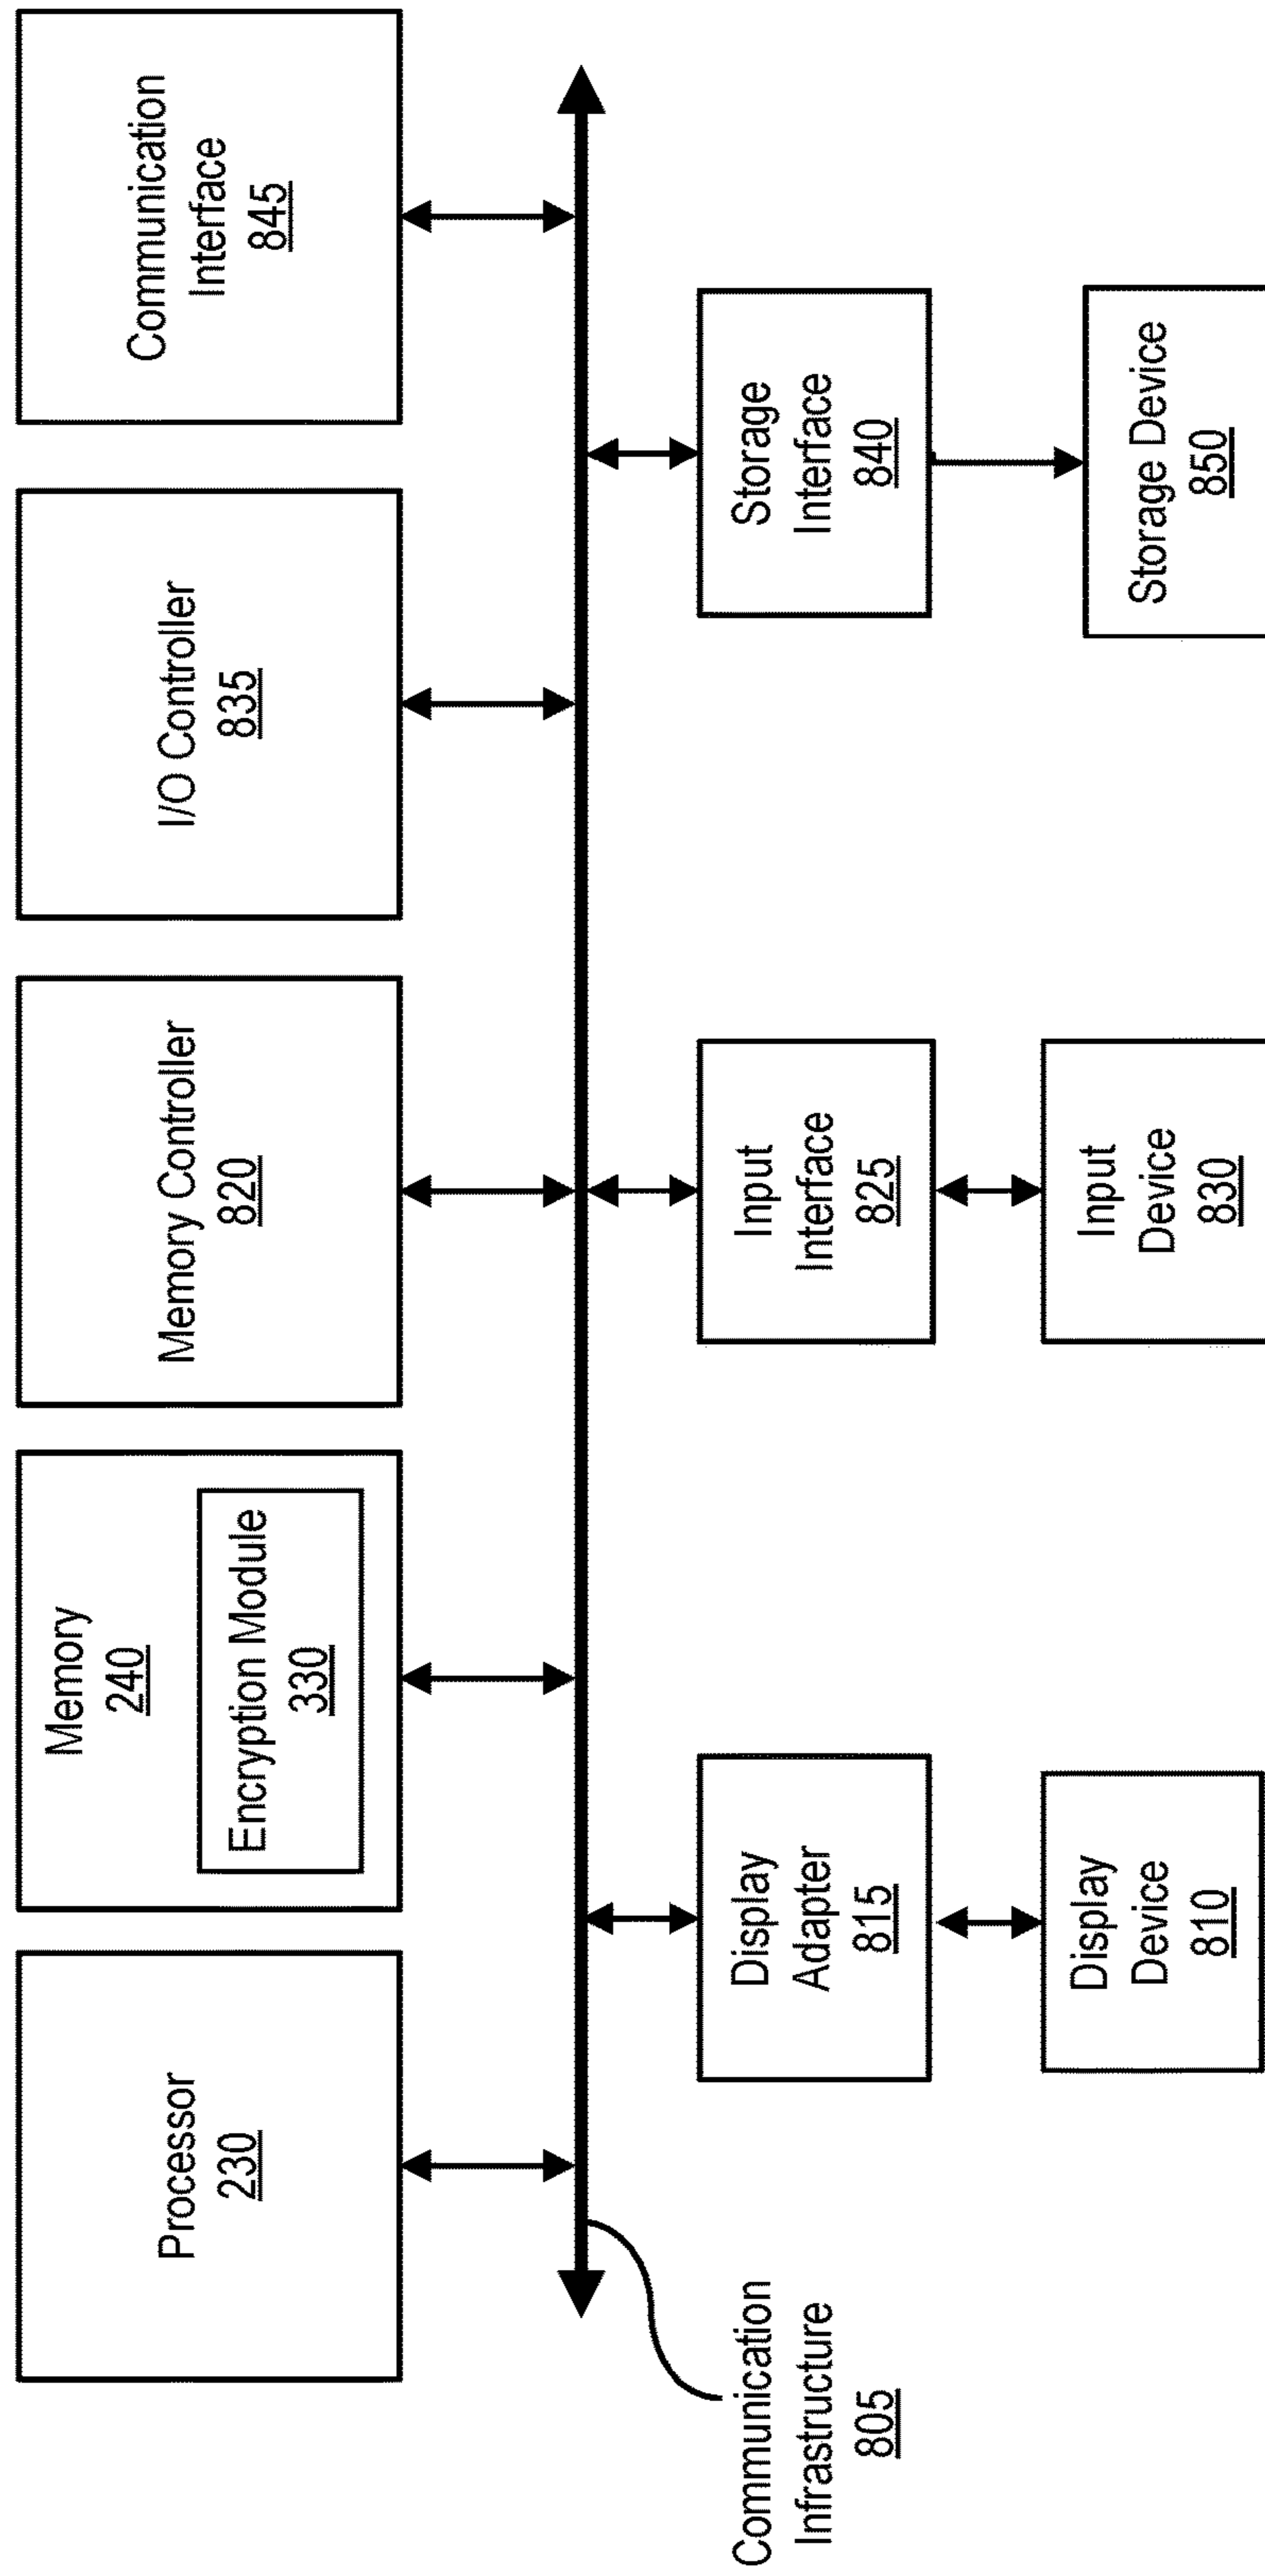 Processor
230
Memory
240
Encryption Module
330
Memory Controller
820
I/O Controller
835
Communication
Interface
845
Communication
Infrastructure
805
Display
Adapter
815
Input
Interface
825
Storage
Interface
840
Display
Device
810
Input
Device
830
Storage Device
850